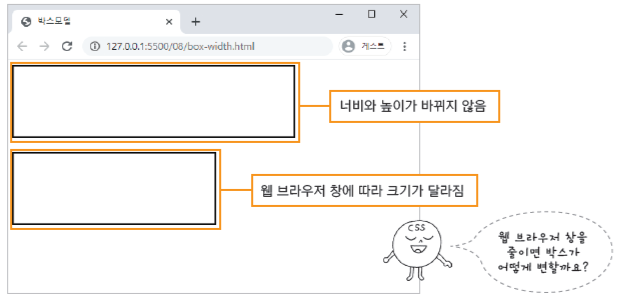 박스모델
127.0.0.1:5500/08/box-width.html
게스트
너비와 높이가 바뀌지 않음
웹 브라우저 창에 따라 크기가 달라짐
CSS
웹 브라우저 창을
줄이면 박스가
어떻게 변할까요?